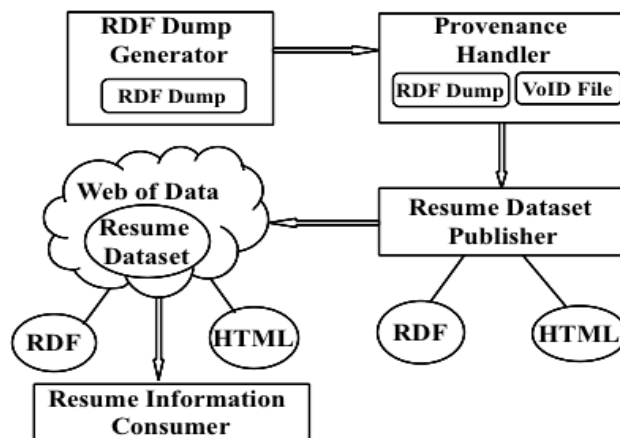 RDF Dump
Generator
RDF Dump
Provenance
Handler
RDF Dump
VoID File
Web of Data
Resume
Dataset
Resume Dataset
Publisher
RDF
HTML
RDF
HTML
Resume Information
Consumer